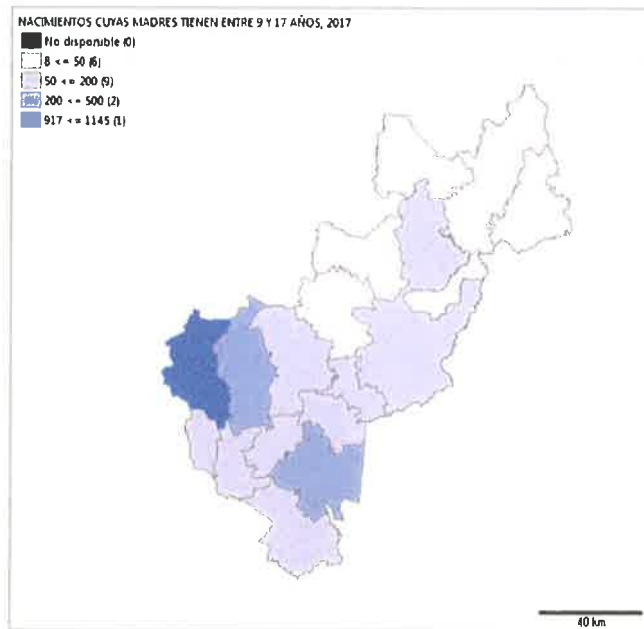 NACIMIENTOS CUYAS MADRES TIENEN ENTRE 9 Y 17 AÑOS, 2017
No disponible (0)
8 <= 50 (6)
50 <= 200 (9)
200 <= 500 (2)
917 <= 1145 (1)
40 km